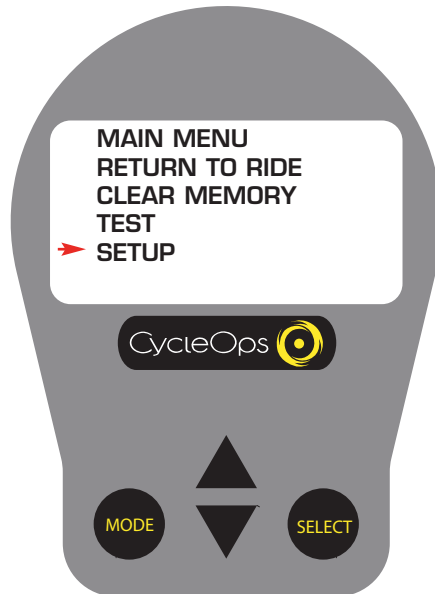 MAIN MENU
RETURN TO RIDE
CLEAR MEMORY
TEST
SETUP
CycleOps
MODE
SELECT